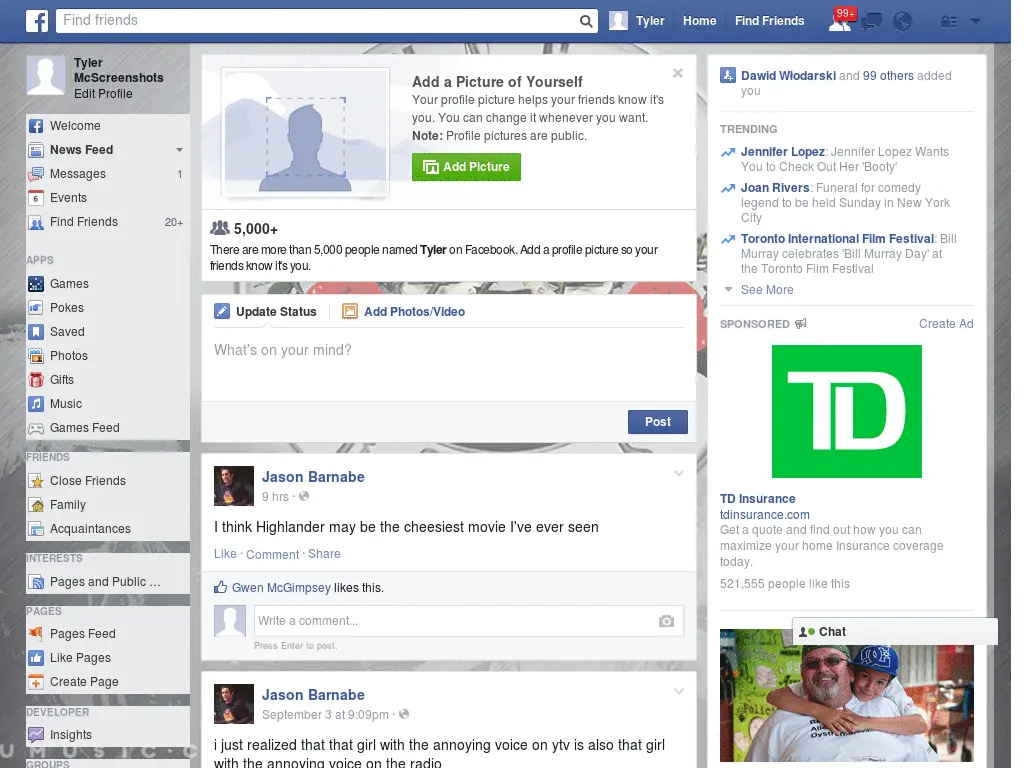 Find friends
Tyler
Home
Find Friends
99+
Tyler
McScreenshots
Edit Profile
Welcome
News Feed
Messages 1
Events
Find Friends 20+
APPS
Games
Pokes
Saved
Photos
Gifts
Music
Games Feed
FRIENDS
Close Friends
Family
Acquaintances
INTERESTS
Pages and Public ...
PAGES
Pages Feed
Like Pages
Create Page
DEVELOPER
Insights
GROUPS
UMUSIC.C
Add a Picture of Yourself
Your profile picture helps your friends know it's
you. You can change it whenever you want.
Note: Profile pictures are public.
Add Picture
5,000+
There are more than 5,000 people named Tyler on Facebook. Add a profile picture so your
friends know it's you.
Update Status
Add Photos/Video
What's on your mind?
Post
Jason Barnabe
9 hrs ·
I think Highlander may be the cheesiest movie I've ever seen
Like · Comment · Share
Gwen McGimpsey likes this.
Write a comment...
Press Enter to post.
Jason Barnabe
September 3 at 9:09pm ·
i just realized that that girl with the annoying voice on ytv is also that girl
with the annoying voice on the radio
Dawid Włodarski and 99 others added
you
TRENDING
Jennifer Lopez: Jennifer Lopez Wants
You to Check Out Her 'Booty'
Joan Rivers: Funeral for comedy
legend to be held Sunday in New York
City
Toronto International Film Festival: Bill
Murray celebrates 'Bill Murray Day' at
the Toronto Film Festival
See More
SPONSORED
Create Ad
TD
TD Insurance
tdinsurance.com
Get a quote and find out how you can
maximize your home Insurance coverage
today.
521,555 people like this
Chat